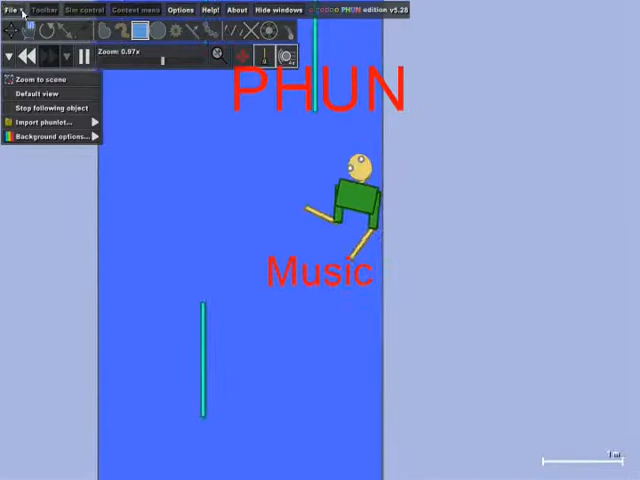 File Toolbar Sim control Context menu Options Help! About Hide windows PHUN edition v5.28
Zoom: 0.97x
PHUN
Zoom to scene
Default view
Stop following object
Import phunlet...
Background options...
Music